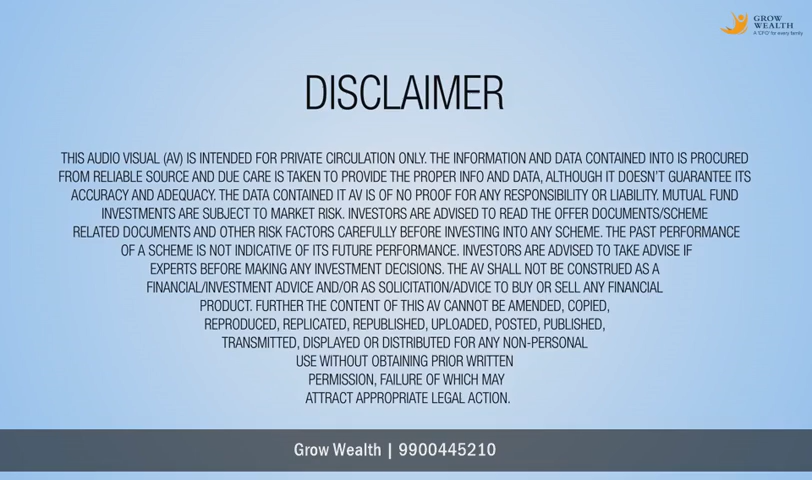 GROW
WEALTH
A 'CFO' for every family
DISCLAIMER
THIS AUDIO VISUAL (AV) IS INTENDED FOR PRIVATE CIRCULATION ONLY. THE INFORMATION AND DATA CONTAINED INTO IS PROCURED
FROM RELIABLE SOURCE AND DUE CARE IS TAKEN TO PROVIDE THE PROPER INFO AND DATA, ALTHOUGH IT DOESN'T GUARANTEE ITS
ACCURACY AND ADEQUACY. THE DATA CONTAINED IT AV IS OF NO PROOF FOR ANY RESPONSIBILITY OR LIABILITY. MUTUAL FUND
INVESTMENTS ARE SUBJECT TO MARKET RISK. INVESTORS ARE ADVISED TO READ THE OFFER DOCUMENTS/SCHEME
RELATED DOCUMENTS AND OTHER RISK FACTORS CAREFULLY BEFORE INVESTING INTO ANY SCHEME. THE PAST PERFORMANCE
OF A SCHEME IS NOT INDICATIVE OF ITS FUTURE PERFORMANCE. INVESTORS ARE ADVISED TO TAKE ADVISE IF
EXPERTS BEFORE MAKING ANY INVESTMENT DECISIONS. THE AV SHALL NOT BE CONSTRUED AS A
FINANCIAL/INVESTMENT ADVICE AND/OR AS SOLICITATION/ADVICE TO BUY OR SELL ANY FINANCIAL
PRODUCT. FURTHER THE CONTENT OF THIS AV CANNOT BE AMENDED, COPIED,
REPRODUCED, REPLICATED, REPUBLISHED, UPLOADED, POSTED, PUBLISHED,
TRANSMITTED, DISPLAYED OR DISTRIBUTED FOR ANY NON-PERSONAL
USE WITHOUT OBTAINING PRIOR WRITTEN
PERMISSION, FAILURE OF WHICH MAY
ATTRACT APPROPRIATE LEGAL ACTION.
Grow Wealth | 9900445210